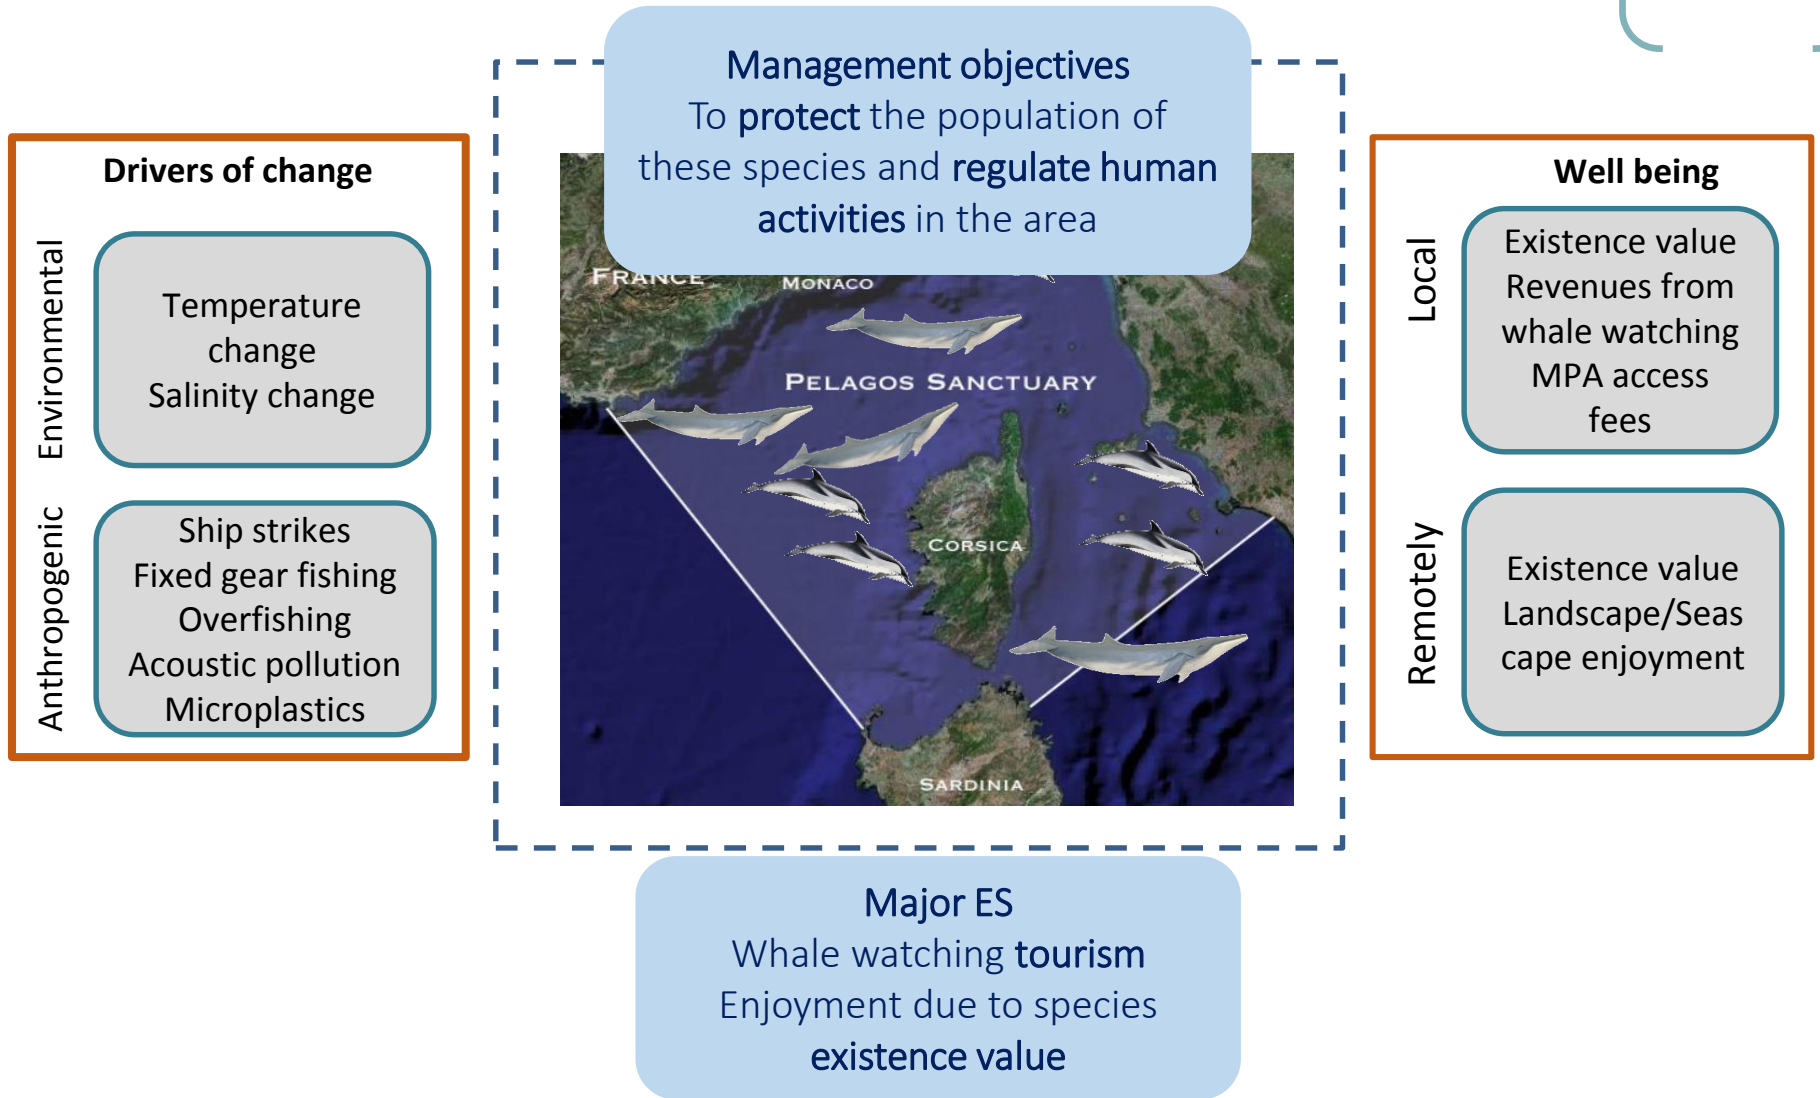 Management objectives
To protect the population of
these species and regulate human
activities in the area
Drivers of change
Environmental
Temperature
change
Salinity change
Anthropogenic
Ship strikes
Fixed gear fishing
Overfishing
Acoustic pollution
Microplastics
FRANCE
MONACO
PELAGOS SANCTUARY
CORSICA
SARDINIA
Well being
Local
Existence value
Revenues from
whale watching
MPA access
fees
Remotely
Existence value
Landscape/Seas
cape enjoyment
Major ES
Whale watching tourism
Enjoyment due to species
existence value